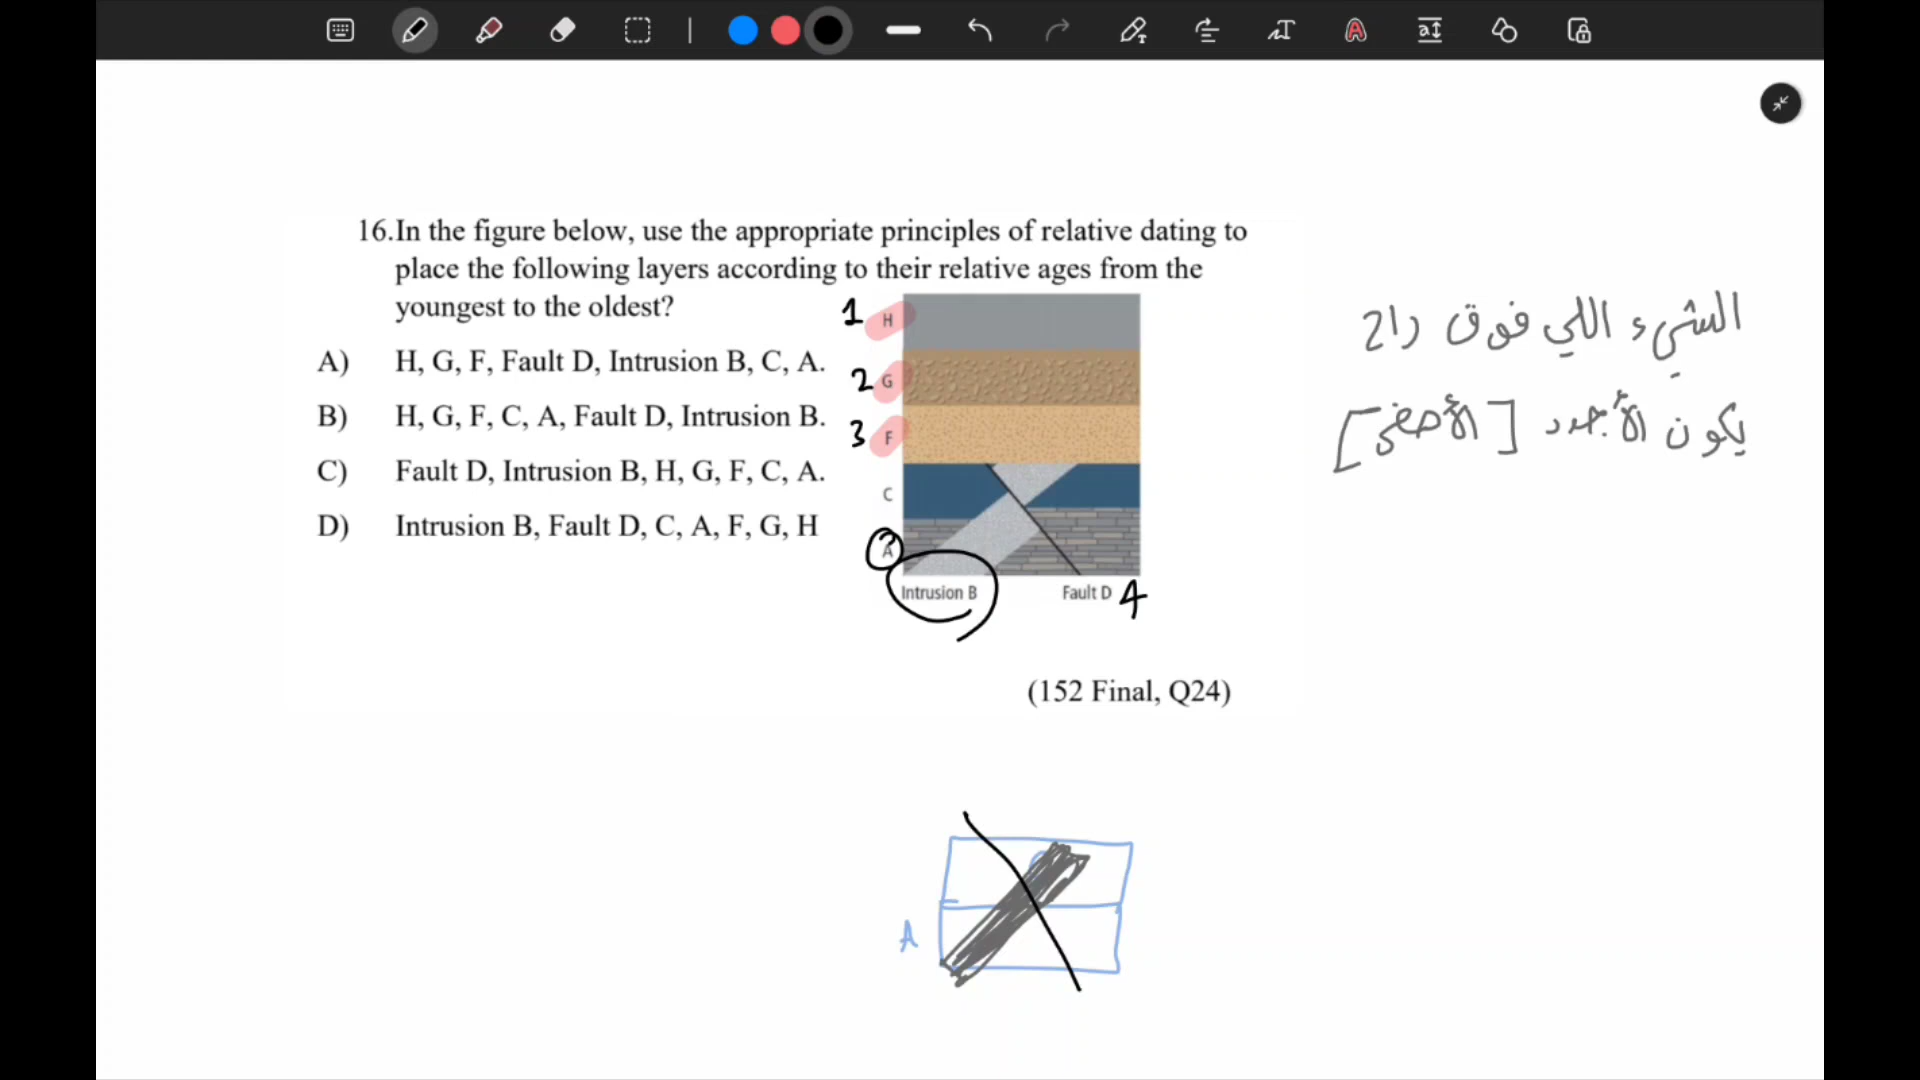 16.In the figure below, use the appropriate principles of relative dating to
place the following layers according to their relative ages from the
youngest to the oldest?
A) H, G, F, Fault D, Intrusion B, C, A.
B) H, G, F, C, A, Fault D, Intrusion B.
C) Fault D, Intrusion B, H, G, F, C, A.
D) Intrusion B, Fault D, C, A, F, G, H
1 H
2 G
3 F
C
A
Intrusion B
Fault D 4
(152 Final, Q24)
الشيء اللي فوق راح
يكون الأجدد [الأصغر]
A